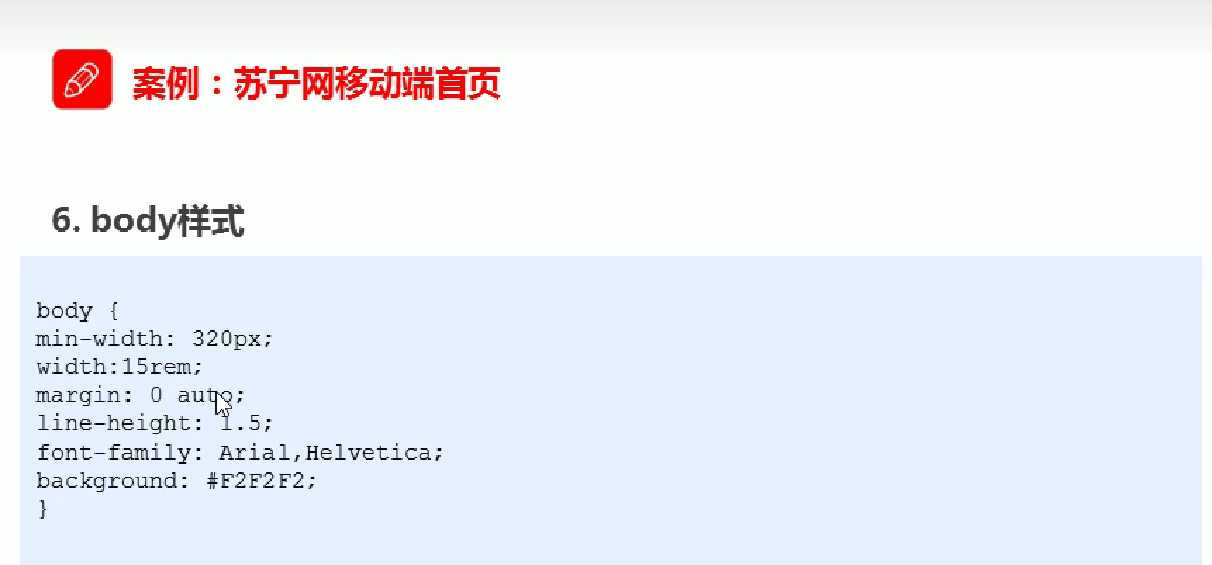 案例：苏宁网移动端首页
6. body样式
body {
min-width: 320px;
width:15rem;
margin: 0 auto;
line-height: 1.5;
font-family: Arial,Helvetica;
background: #F2F2F2;
}